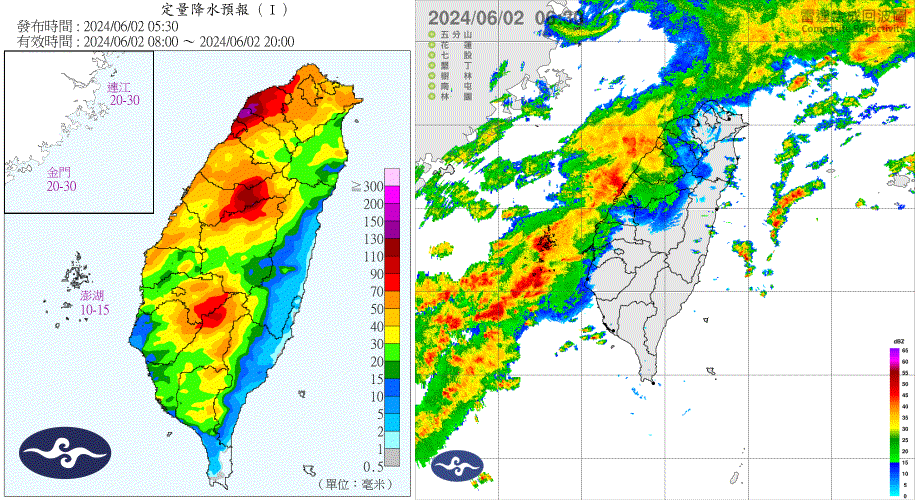 定量降水預報 ( I )
發布時間 : 2024/06/02 05:30
有效時間 : 2024/06/02 08:00 ～ 2024/06/02 20:00
連江
20-30
金門
20-30
澎湖
10-15
≥
300
200
150
130
110
90
70
50
40
30
20
15
10
5
2
1
0.5
(單位：毫米)
2024/06/02 05:30
雷達合成回波圖
Composite Reflectivity
五分山
花 蓮
七 股
墾 丁
樹 林
南 屯
林 園
dBZ
65
60
55
50
45
40
35
30
25
20
15
10
5
0